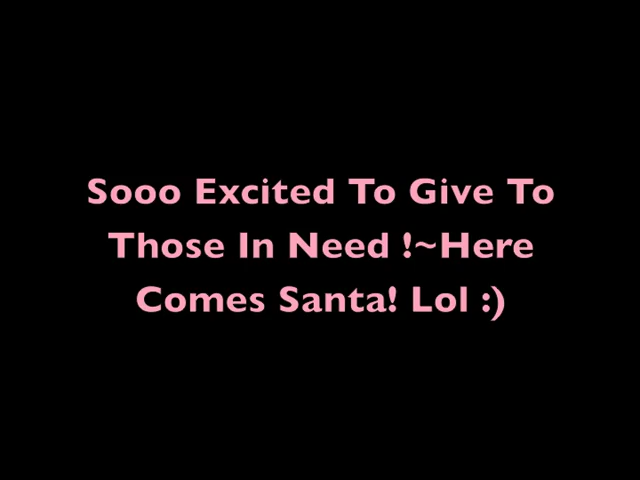 Sooo Excited To Give To
Those In Need !~Here
Comes Santa! Lol :)